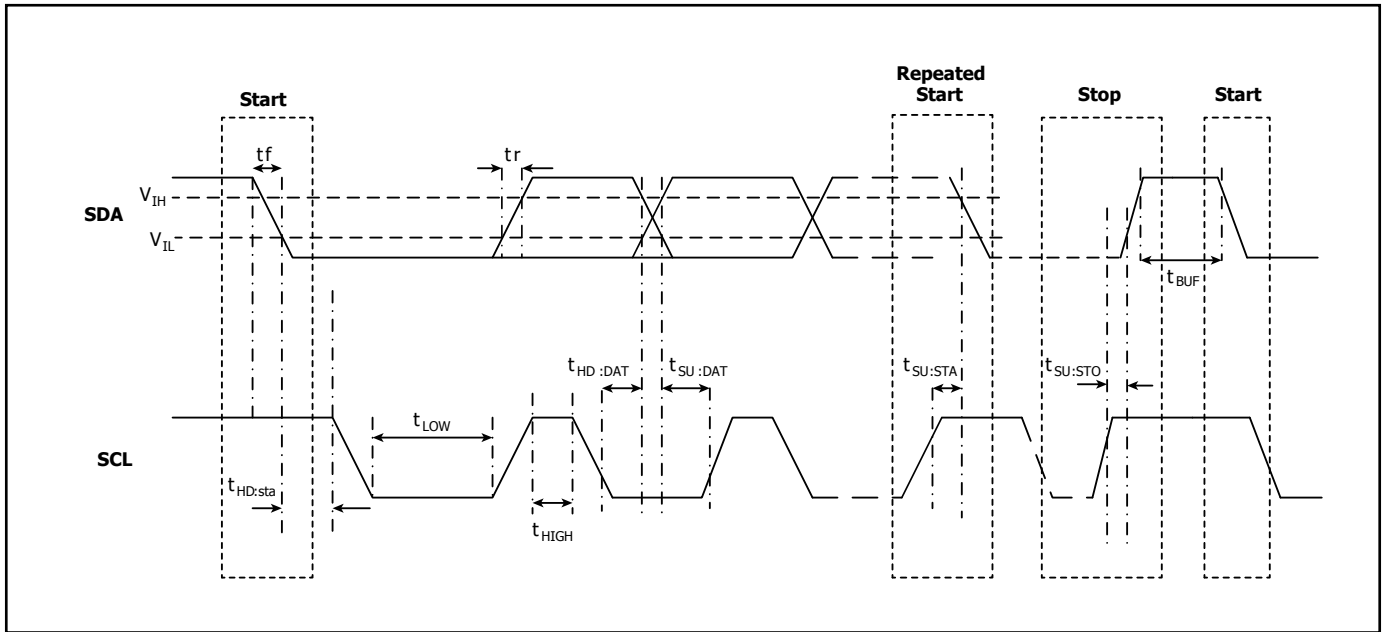 Repeated
Start
Start
Stop
Start
tf
tr
V_IH
SDA
V_IL
t_BUF
t_HD :DAT
t_SU :DAT
t_SU:STA
t_SU:STO
t_LOW
SCL
t_HD:sta
t_HIGH